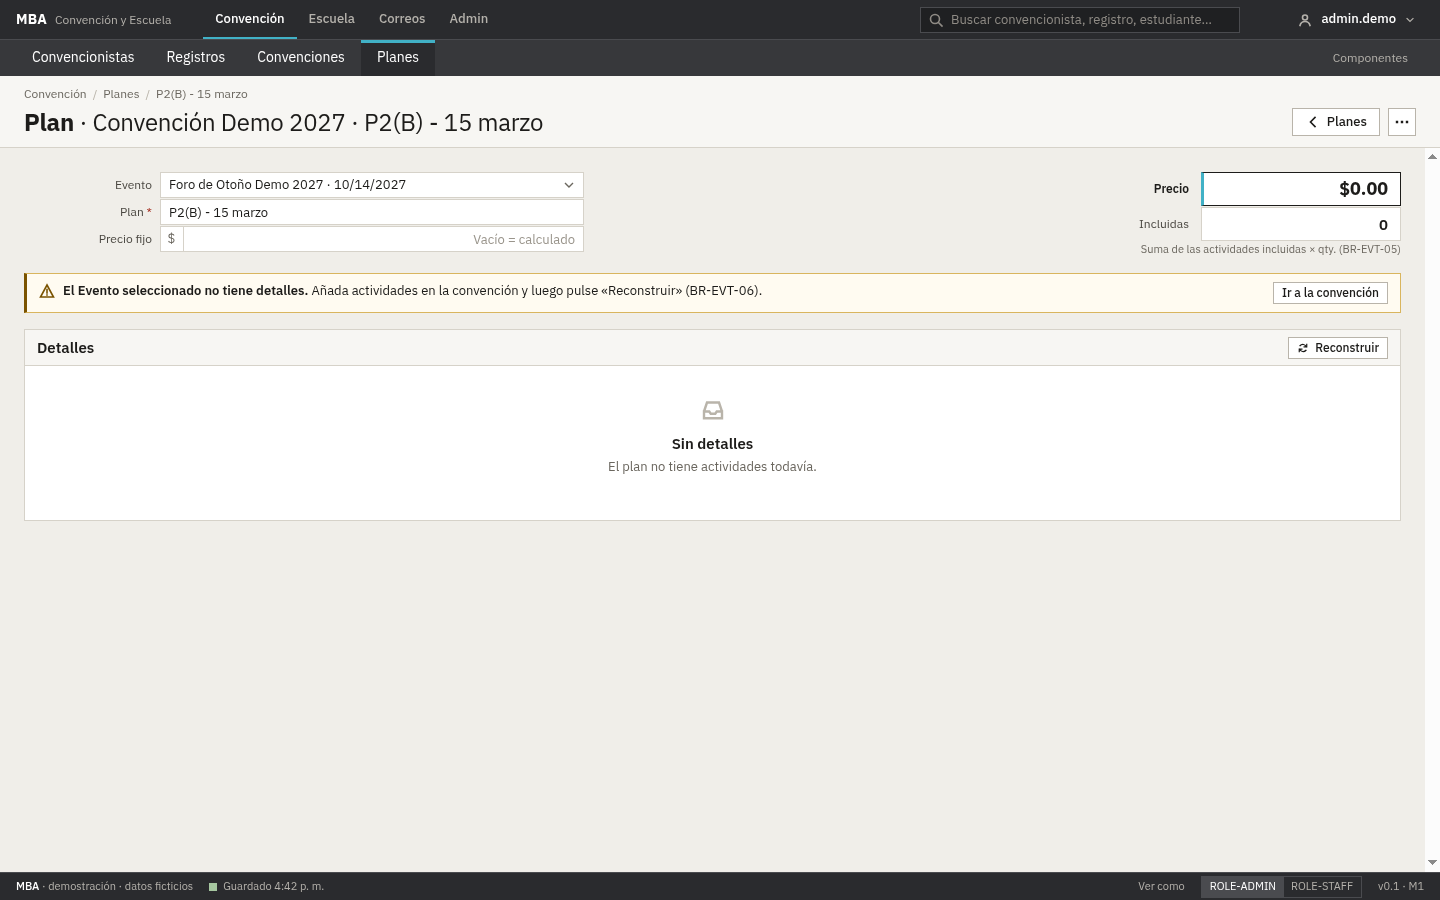 MBA Convención y Escuela Convención Escuela Correos Admin Buscar convencionista, registro, estudiante... admin.demo
Convencionistas Registros Convenciones Planes Componentes
Convención / Planes / P2(B) - 15 marzo
Plan · Convención Demo 2027 · P2(B) - 15 marzo Planes
Evento Foro de Otoño Demo 2027 · 10/14/2027 Precio $0.00
Plan * P2(B) - 15 marzo
Incluidas 0
Precio fijo $ Vacío = calculado
Suma de las actividades incluidas × qty. (BR-EVT-05)
El Evento seleccionado no tiene detalles. Añada actividades en la convención y luego pulse «Reconstruir» (BR-EVT-06). Ir a la convención
Detalles Reconstruir
Sin detalles
El plan no tiene actividades todavía.
MBA · demostración · datos ficticios Guardado 4:42 p. m. Ver como ROLE-ADMIN ROLE-STAFF v0.1 · M1